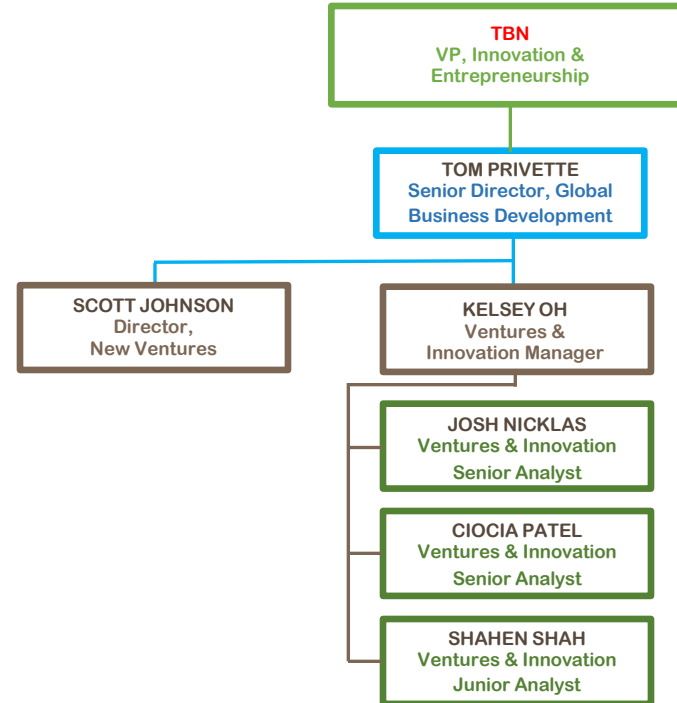 TBN
VP, Innovation &
Entrepreneurship
TOM PRIVETTE
Senior Director, Global
Business Development
SCOTT JOHNSON
Director,
New Ventures
KELSEY OH
Ventures &
Innovation Manager
JOSH NICKLAS
Ventures & Innovation
Senior Analyst
CIOCIA PATEL
Ventures & Innovation
Senior Analyst
SHAHEN SHAH
Ventures & Innovation
Junior Analyst